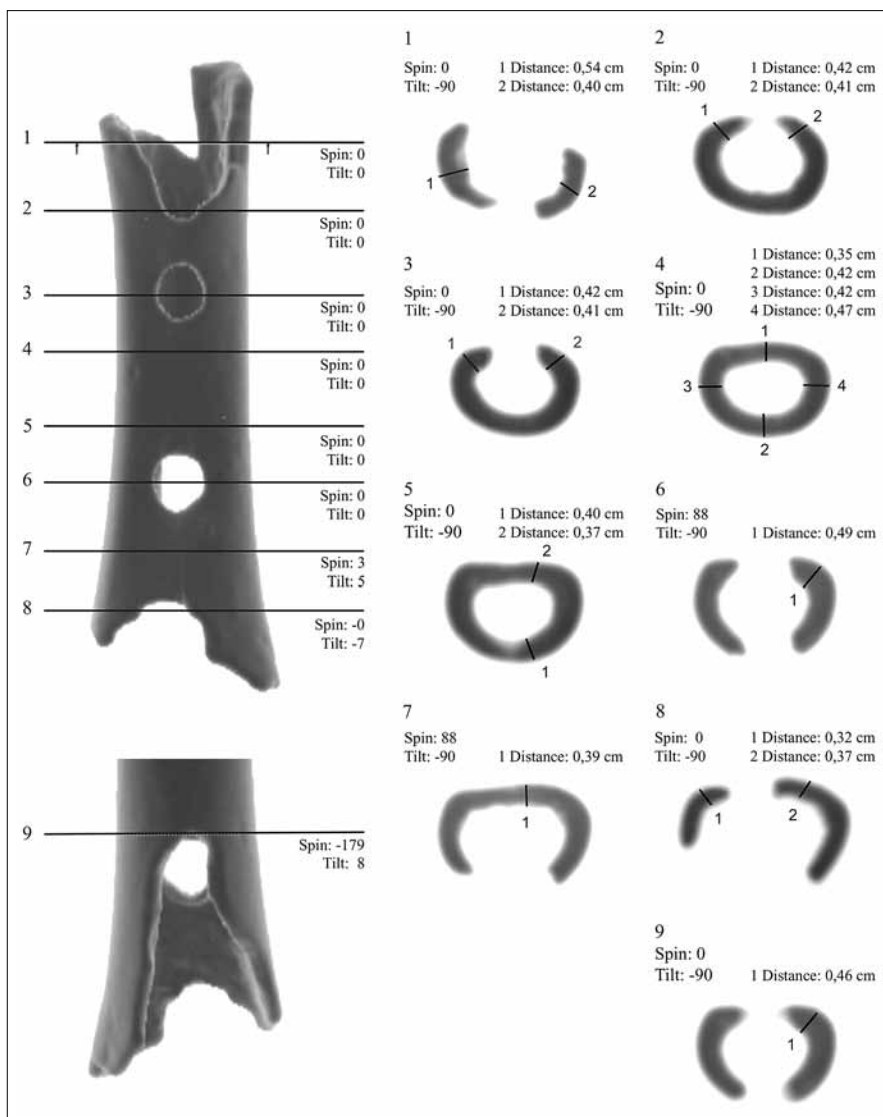 1
Spin: 0
Tilt: 0
2
Spin: 0
Tilt: 0
3
Spin: 0
Tilt: 0
4
Spin: 0
Tilt: 0
5
Spin: 0
Tilt: 0
6
Spin: 0
Tilt: 0
7
Spin: 3
Tilt: 5
8
Spin: -0
Tilt: -7
9
Spin: -179
Tilt: 8
1
Spin: 0 1 Distance: 0,54 cm
Tilt: -90 2 Distance: 0,40 cm
1
2
2
Spin: 0 1 Distance: 0,42 cm
Tilt: -90 2 Distance: 0,41 cm
1 2
3
Spin: 0 1 Distance: 0,42 cm
Tilt: -90 2 Distance: 0,41 cm
1 2
4
1 Distance: 0,35 cm
2 Distance: 0,42 cm
Spin: 0 3 Distance: 0,42 cm
Tilt: -90 4 Distance: 0,47 cm
1
3 4
2
5
Spin: 0 1 Distance: 0,40 cm
Tilt: -90 2 Distance: 0,37 cm
2
1
6
Spin: 88
Tilt: -90 1 Distance: 0,49 cm
1
7
Spin: 88
Tilt: -90 1 Distance: 0,39 cm
1
8
Spin: 0 1 Distance: 0,32 cm
Tilt: -90 2 Distance: 0,37 cm
1 2
9
Spin: 0
Tilt: -90 1 Distance: 0,46 cm
1